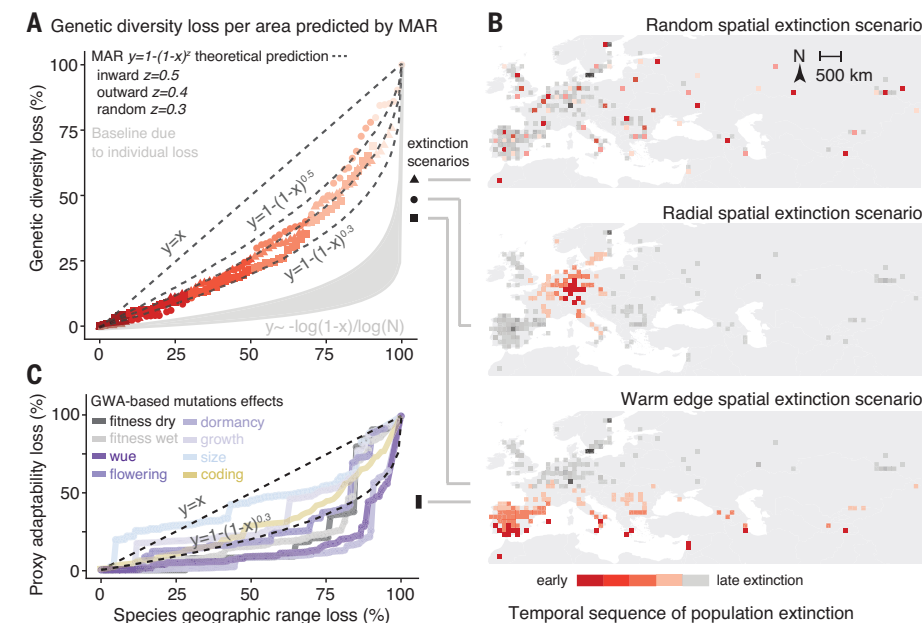 A Genetic diversity loss per area predicted by MAR
MAR y=1-(1-x)ᶻ theoretical prediction ---
inward z=0.5
outward z=0.4
random z=0.3
Baseline due
to individual loss
Genetic diversity loss (%)
100
75
50
25
0
y=x
y=1-(1-x)^0.5
y=1-(1-x)^0.3
y~ -log(1-x)/log(N)
0 25 50 75 100
extinction
scenarios
B Random spatial extinction scenario
N
500 km
Radial spatial extinction scenario
Warm edge spatial extinction scenario
early late extinction
Temporal sequence of population extinction
C
GWA-based mutations effects
fitness dry dormancy
fitness wet growth
wue size
flowering coding
Proxy adaptability loss (%)
100
50
0
y=x
y=1-(1-x)^0.3
0 25 50 75 100
Species geographic range loss (%)